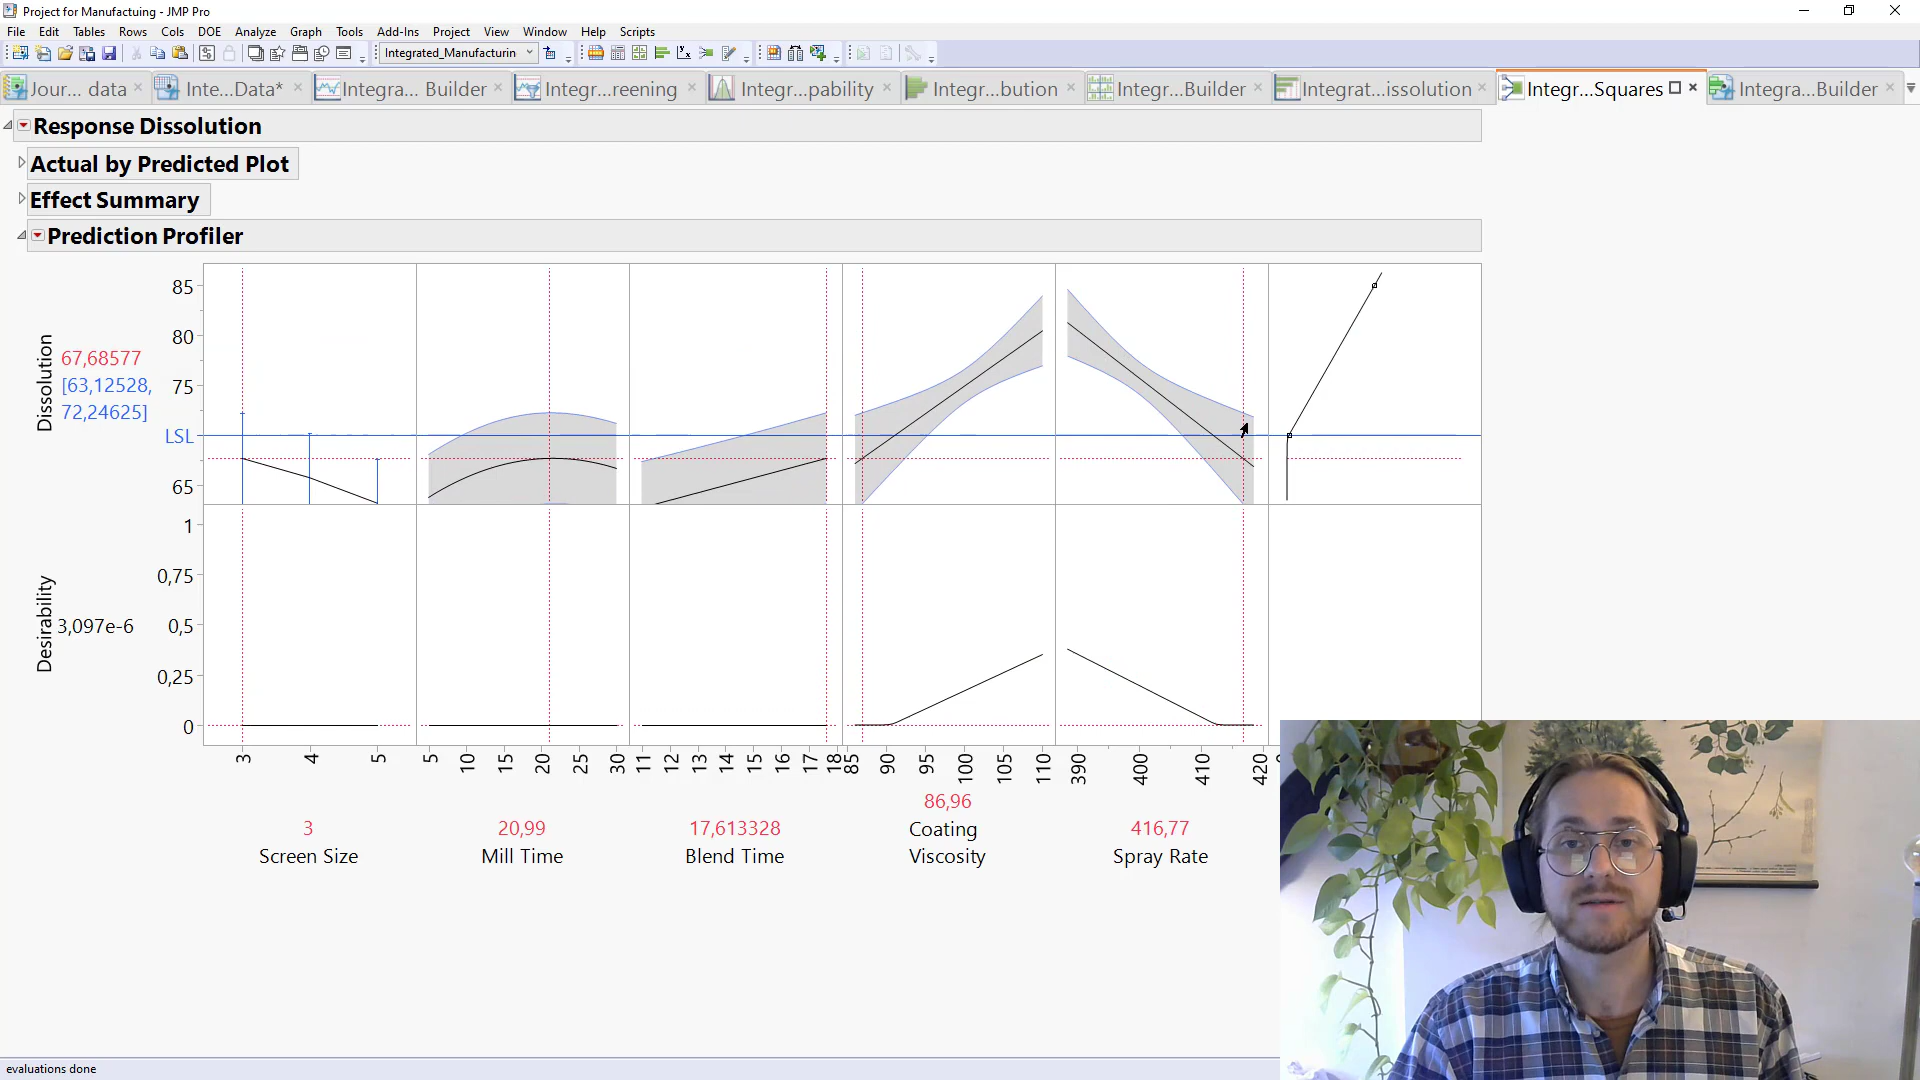 Project for Manufactuing - JMP Pro
File Edit Tables Rows Cols DOE Analyze Graph Tools Add-Ins Project View Window Help Scripts
Integrated_Manufacturin
Jour... data Inte...Data* Integra... Builder Integr...reening Integr...pability Integr...bution Integr...Builder Integrat...issolution Integr...Squares Integra...Builder
Response Dissolution
Actual by Predicted Plot
Effect Summary
Prediction Profiler
Dissolution
67,68577
[63,12528,
72,24625]
85
80
75
LSL
65
Desirability
3,097e-6
1
0,75
0,5
0,25
0
3 4 5
5 10 15 20 25 30
11 12 13 14 15 16 17 18
85 90 95 100 105 110
390 400 410 420
3
Screen Size
20,99
Mill Time
17,613328
Blend Time
86,96
Coating
Viscosity
416,77
Spray Rate
evaluations done